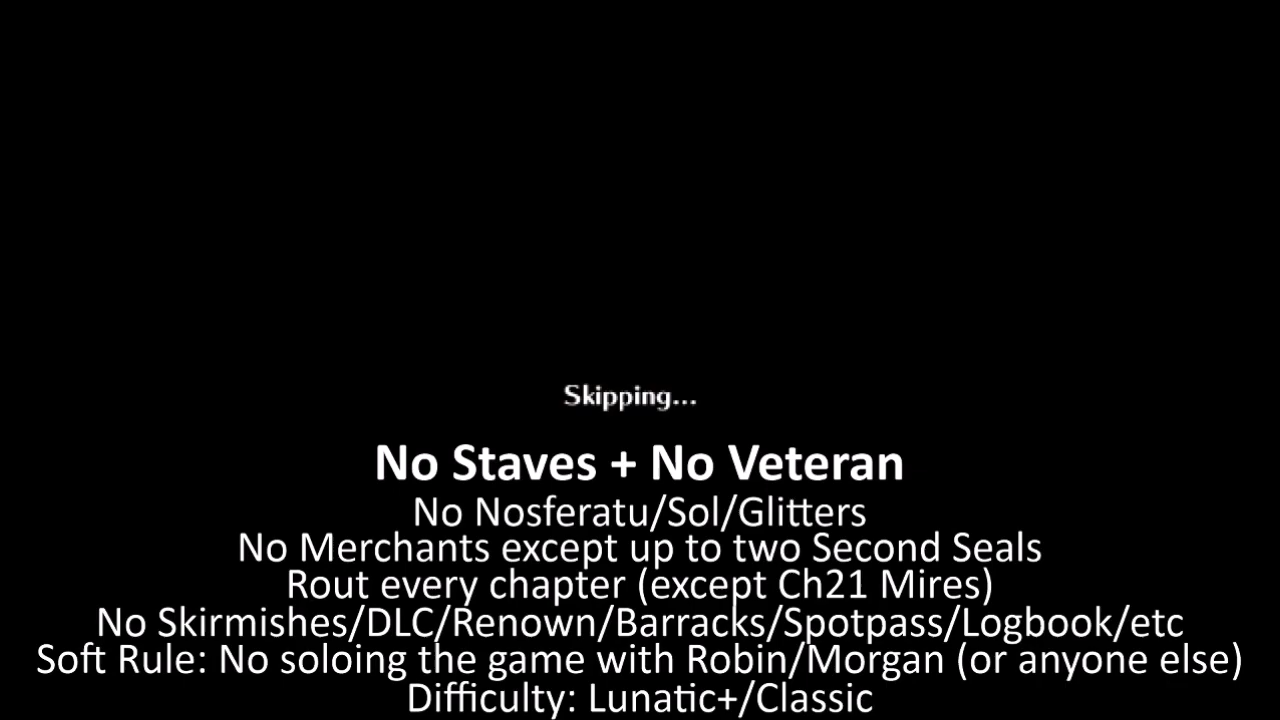 Skipping...
No Staves + No Veteran
No Nosferatu/Sol/Glitters
No Merchants except up to two Second Seals
Rout every chapter (except Ch21 Mires)
No Skirmishes/DLC/Renown/Barracks/Spotpass/Logbook/etc
Soft Rule: No soloing the game with Robin/Morgan (or anyone else)
Difficulty: Lunatic+/Classic